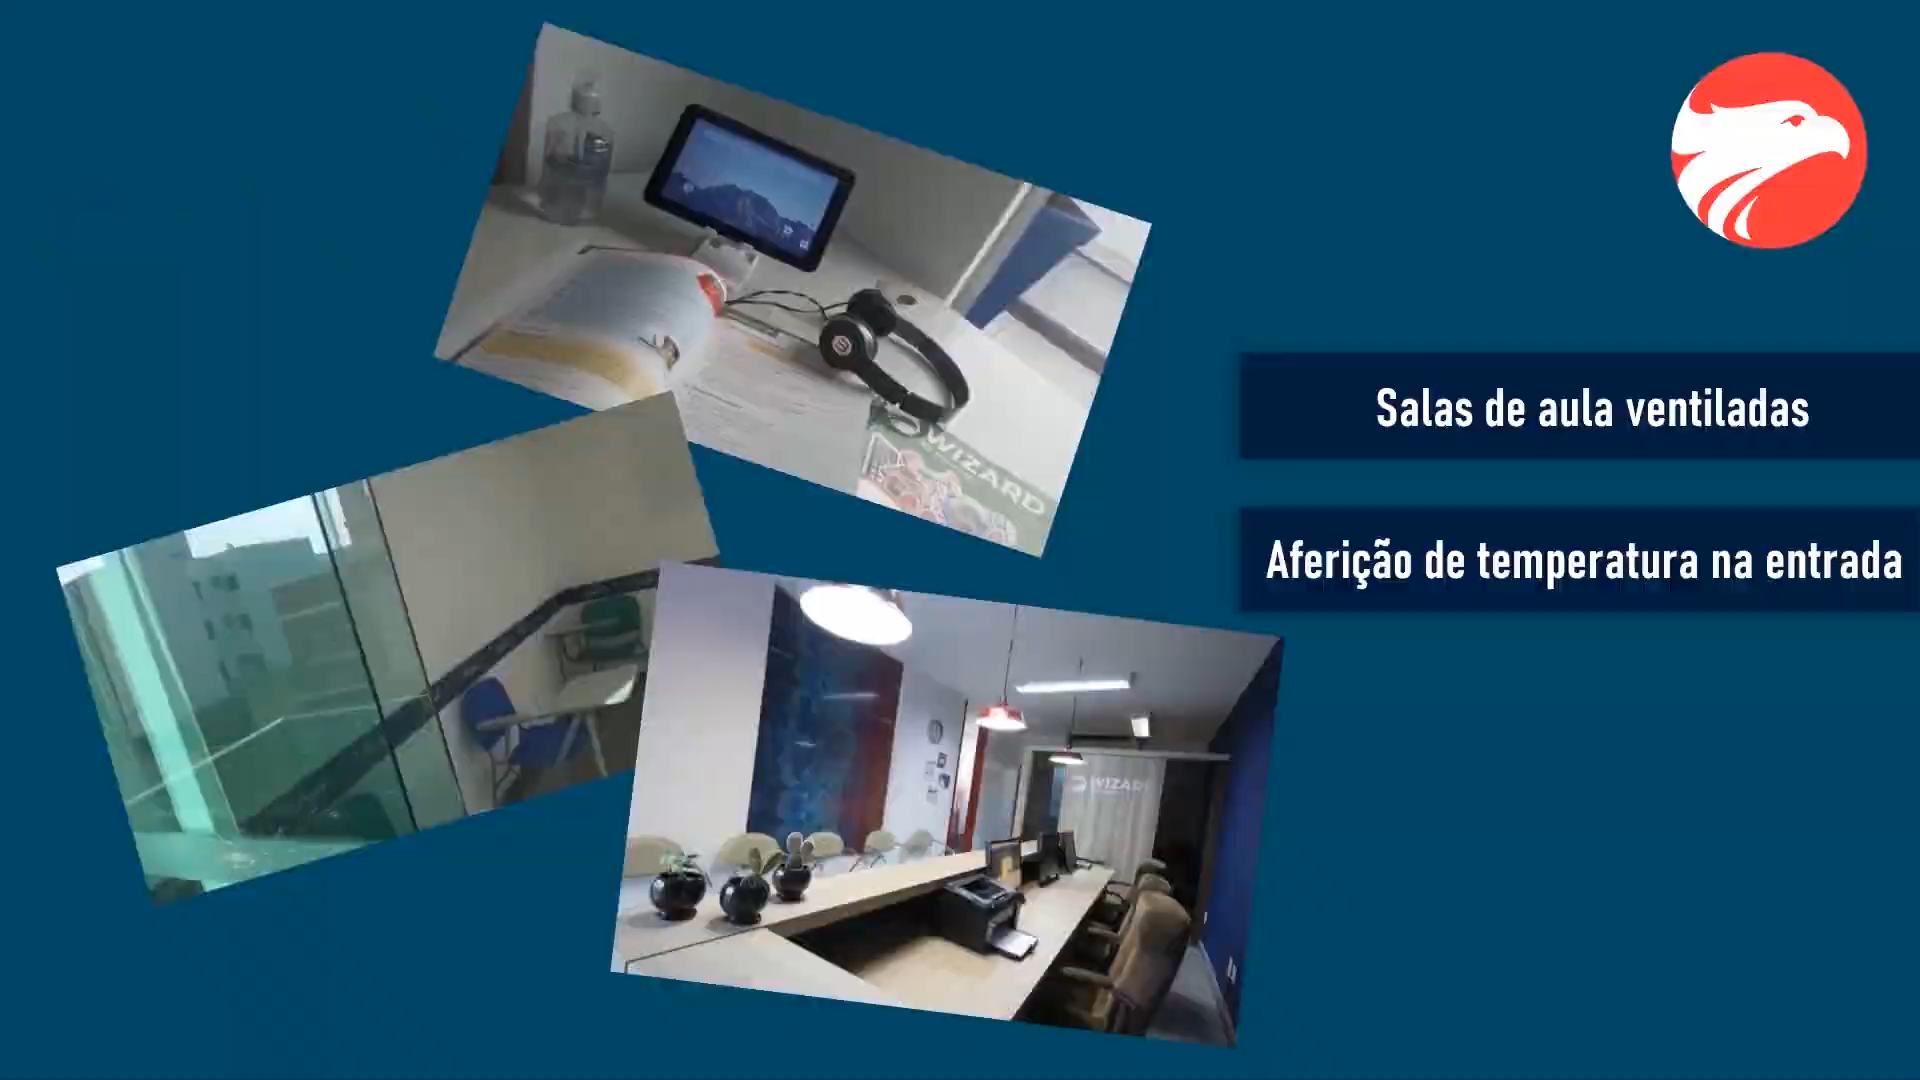 WIZARD
WIZARD
Salas de aula ventiladas
Aferição de temperatura na entrada